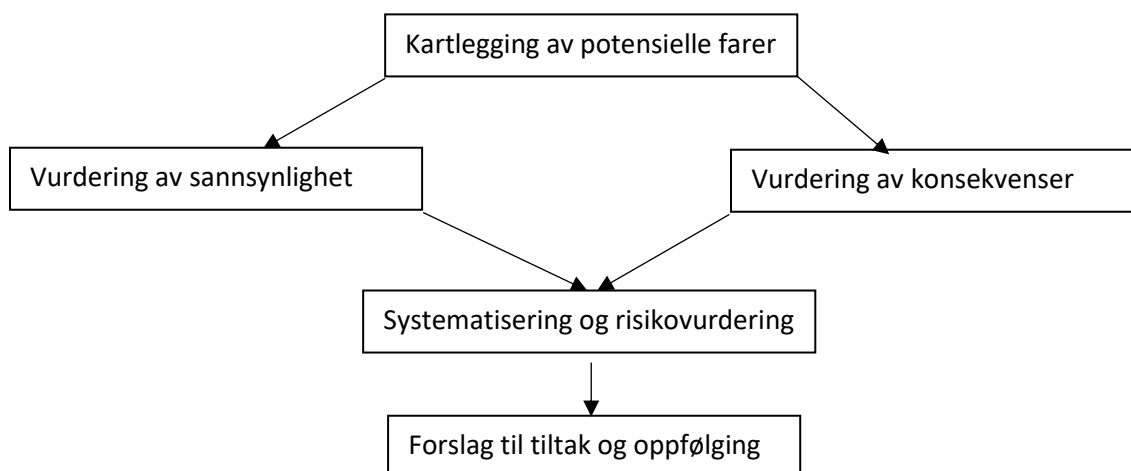 Kartlegging av potensielle farer
Vurdering av sannsynlighet
Vurdering av konsekvenser
Systematisering og risikovurdering
Forslag til tiltak og oppfølging